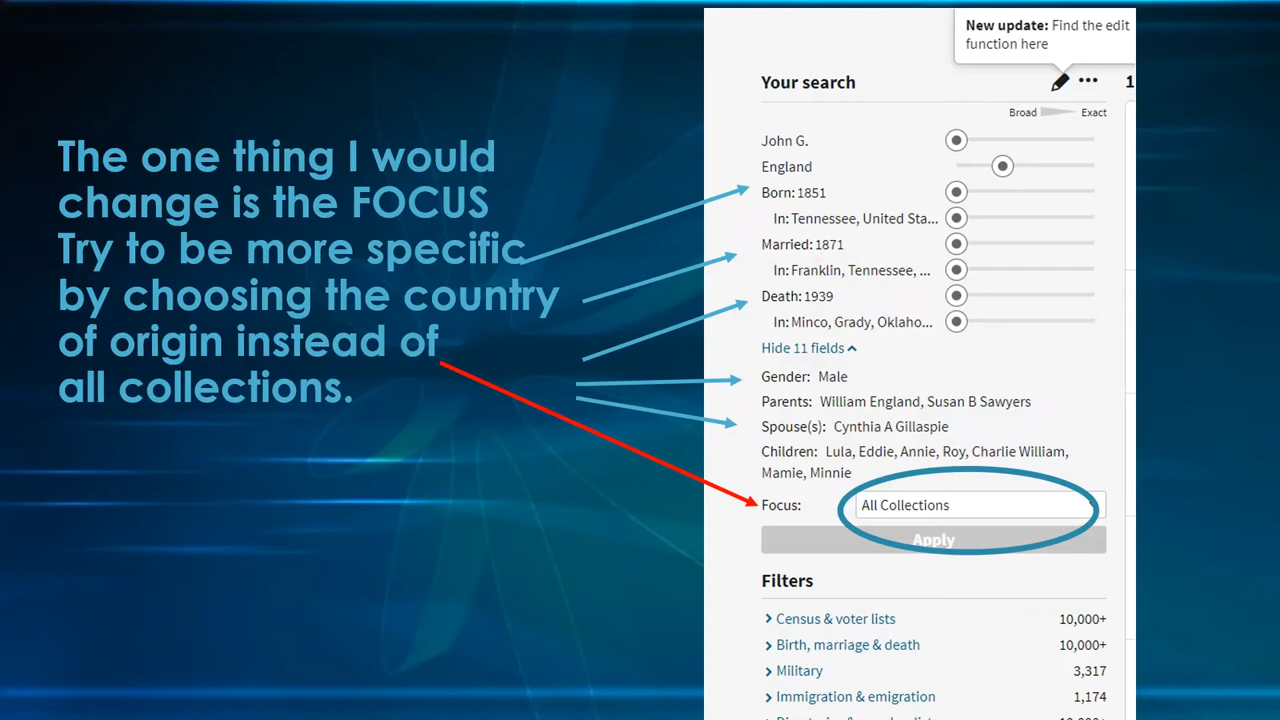 The one thing I would
change is the FOCUS
Try to be more specific
by choosing the country
of origin instead of
all collections.
New update: Find the edit
function here
Your search
1
Broad Exact
John G.
England
Born: 1851
In: Tennessee, United Sta...
Married: 1871
In: Franklin, Tennessee, ...
Death: 1939
In: Minco, Grady, Oklaho...
Hide 11 fields
Gender: Male
Parents: William England, Susan B Sawyers
Spouse(s): Cynthia A Gillaspie
Children: Lula, Eddie, Annie, Roy, Charlie William,
Mamie, Minnie
Focus: All Collections
Apply
Filters
Census & voter lists 10,000+
Birth, marriage & death 10,000+
Military 3,317
Immigration & emigration 1,174